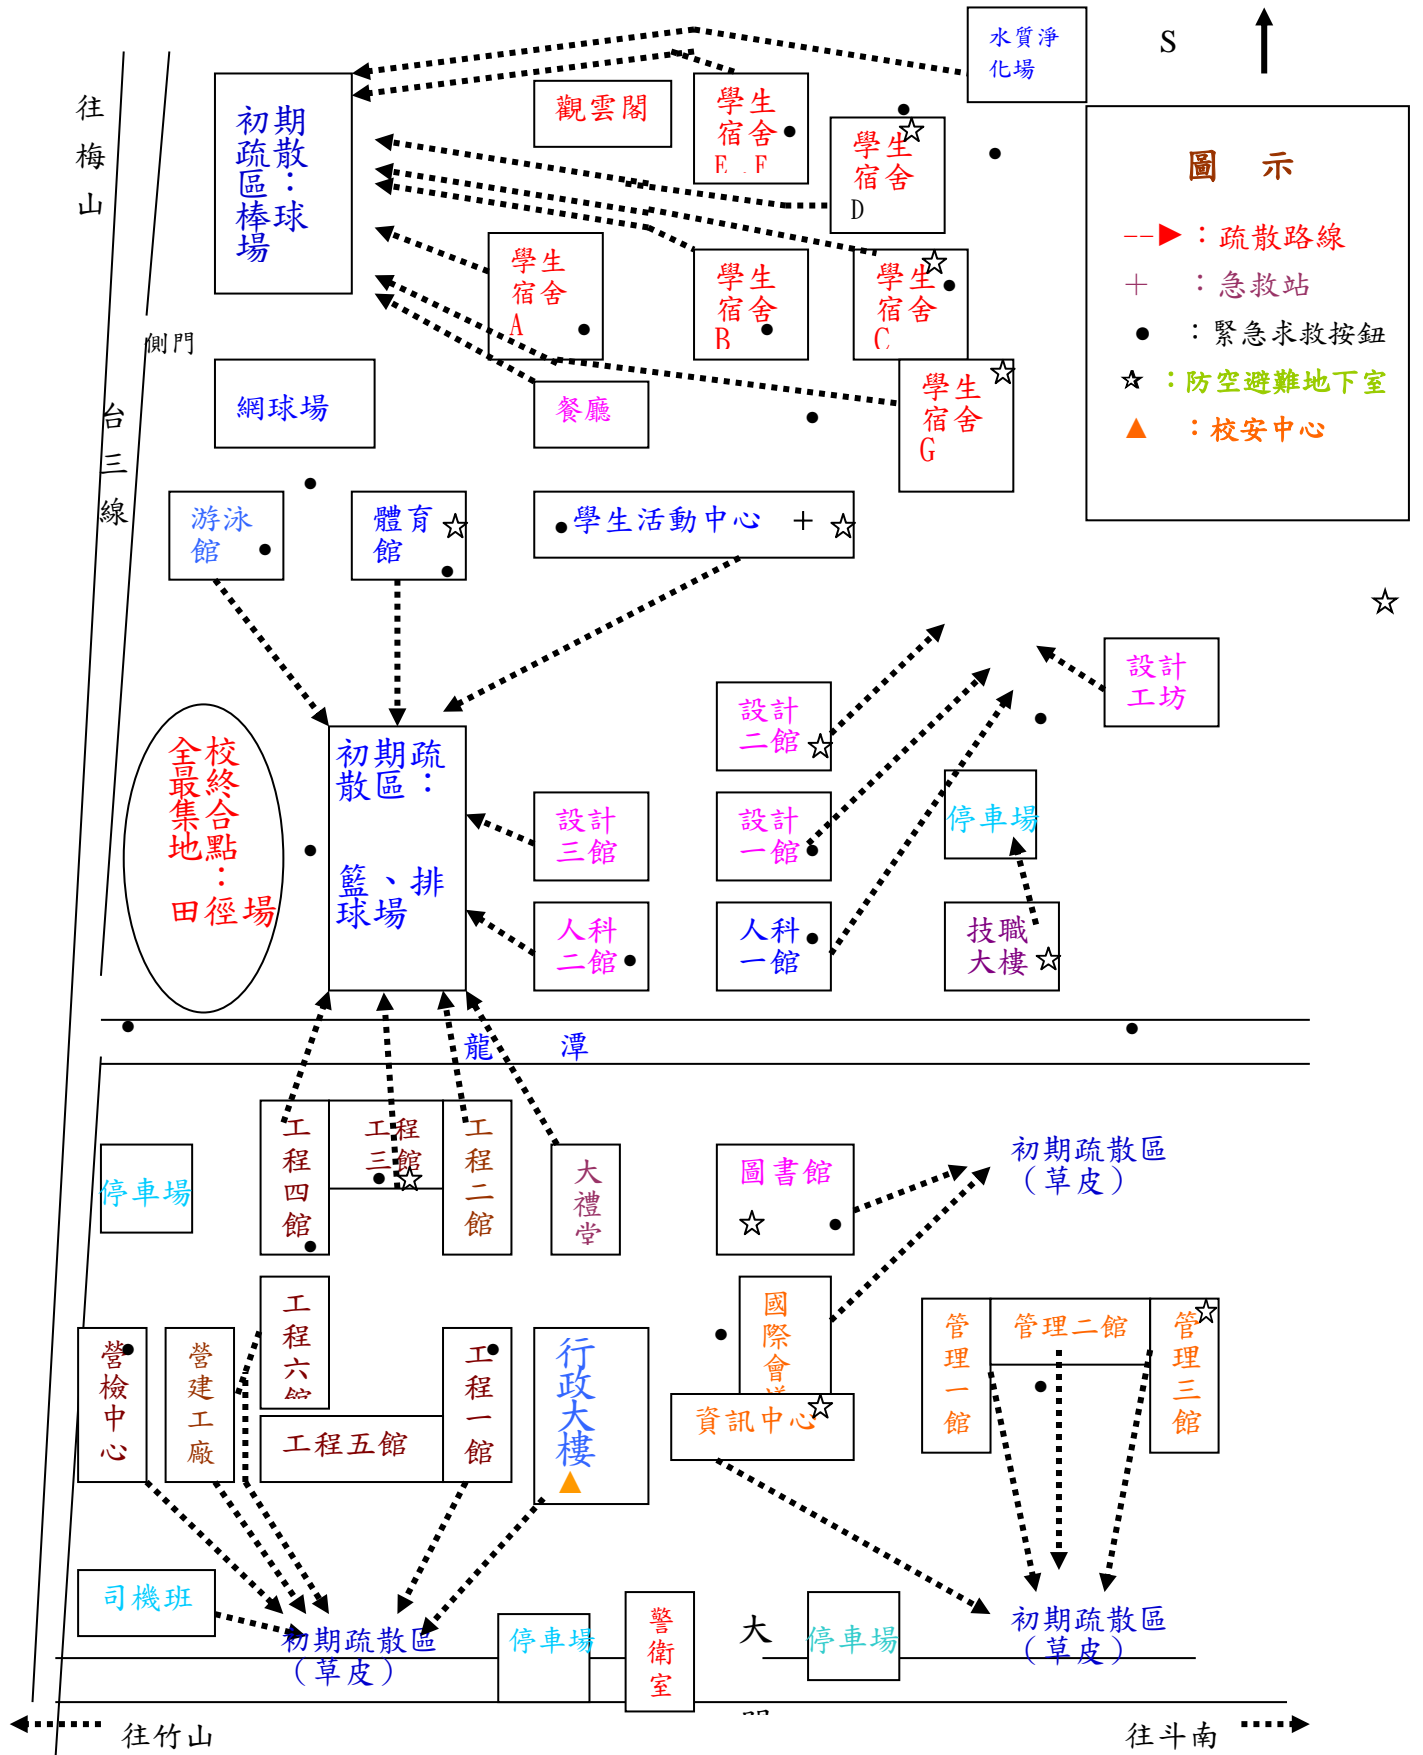 水質淨
化場
S
往
梅
山
初期
疏散
區：
棒球
場
觀雲閣
學生
宿舍
E、F
學生
宿舍
D
圖 示
-- ：疏散路線
+ ：急救站
● ：緊急求救按鈕
☆ ：防空避難地下室
▲ ：校安中心
學生
宿舍
A
學生
宿舍
B
學生
宿舍
C
側門
網球場
餐廳
學生
宿舍
G
台
三
線
游泳
館
體育
館
學生活動中心 +
設計
工坊
設計
二館
全校
最終
集合
地點
：
田徑場
初期疏
散區：
籃、排
球場
設計
三館
設計
一館
停車場
人科
二館
人科
一館
技職
大樓
龍 潭
停車場
工程四館
工程
三館
工程二館
大禮堂
圖書館
初期疏散區
（草皮）
工程六館
國際會
管理一館
管理二館
管理三館
營檢中心
營建工廠
工程五館
工程一館
行政大樓
▲
資訊中心
司機班
初期疏散區
（草皮）
停車場
警衛室
大
停車場
初期疏散區
（草皮）
往竹山
往斗南